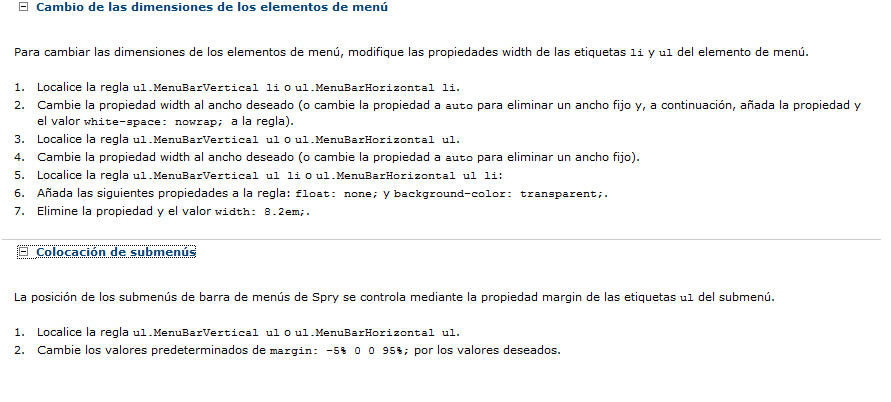 Cambio de las dimensiones de los elementos de menú
Para cambiar las dimensiones de los elementos de menú, modifique las propiedades width de las etiquetas li y ul del elemento de menú.
1. Localice la regla ul.MenuBarVertical li o ul.MenuBarHorizontal li.
2. Cambie la propiedad width al ancho deseado (o cambie la propiedad a auto para eliminar un ancho fijo y, a continuación, añada la propiedad y
el valor white-space: nowrap; a la regla).
3. Localice la regla ul.MenuBarVertical ul o ul.MenuBarHorizontal ul.
4. Cambie la propiedad width al ancho deseado (o cambie la propiedad a auto para eliminar un ancho fijo).
5. Localice la regla ul.MenuBarVertical ul li o ul.MenuBarHorizontal ul li:
6. Añada las siguientes propiedades a la regla: float: none; y background-color: transparent;.
7. Elimine la propiedad y el valor width: 8.2em;.
Colocación de submenús
La posición de los submenús de barra de menús de Spry se controla mediante la propiedad margin de las etiquetas ul del submenú.
1. Localice la regla ul.MenuBarVertical ul o ul.MenuBarHorizontal ul.
2. Cambie los valores predeterminados de margin: -5% 0 0 95%; por los valores deseados.